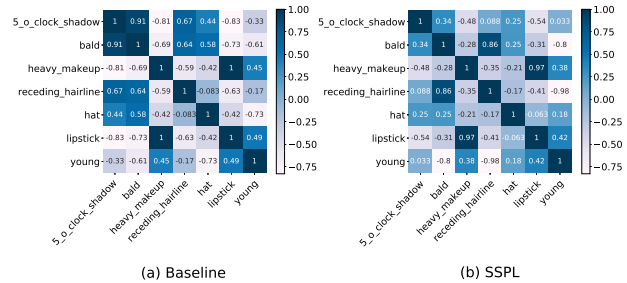 5_o_clock_shadow 1 0.91 -0.81 0.67 0.44 -0.83 -0.33
bald 0.91 1 -0.69 0.64 0.58 -0.73 -0.61
heavy_makeup -0.81 -0.69 1 -0.59 -0.42 1 0.45
receding_hairline 0.67 0.64 -0.59 1 -0.083 -0.63 -0.17
hat 0.44 0.58 -0.42 -0.083 1 -0.42 -0.73
lipstick -0.83 -0.73 1 -0.63 -0.42 1 0.49
young -0.33 -0.61 0.45 -0.17 -0.73 0.49 1
5_o_clock_shadow
bald
heavy_makeup
receding_hairline
hat
lipstick
young
1.00
0.75
0.50
0.25
0.00
−0.25
−0.50
−0.75
(a) Baseline
5_o_clock_shadow 1 0.34 -0.48 0.088 0.25 -0.54 0.033
bald 0.34 1 -0.28 0.86 0.25 -0.31 -0.8
heavy_makeup -0.48 -0.28 1 -0.35 -0.21 0.97 0.38
receding_hairline 0.088 0.86 -0.35 1 -0.17 -0.41 -0.98
hat 0.25 0.25 -0.21 -0.17 1 -0.063 0.18
lipstick -0.54 -0.31 0.97 -0.41 -0.063 1 0.42
young 0.033 -0.8 0.38 -0.98 0.18 0.42 1
5_o_clock_shadow
bald
heavy_makeup
receding_hairline
hat
lipstick
young
1.00
0.75
0.50
0.25
0.00
−0.25
−0.50
−0.75
(b) SSPL